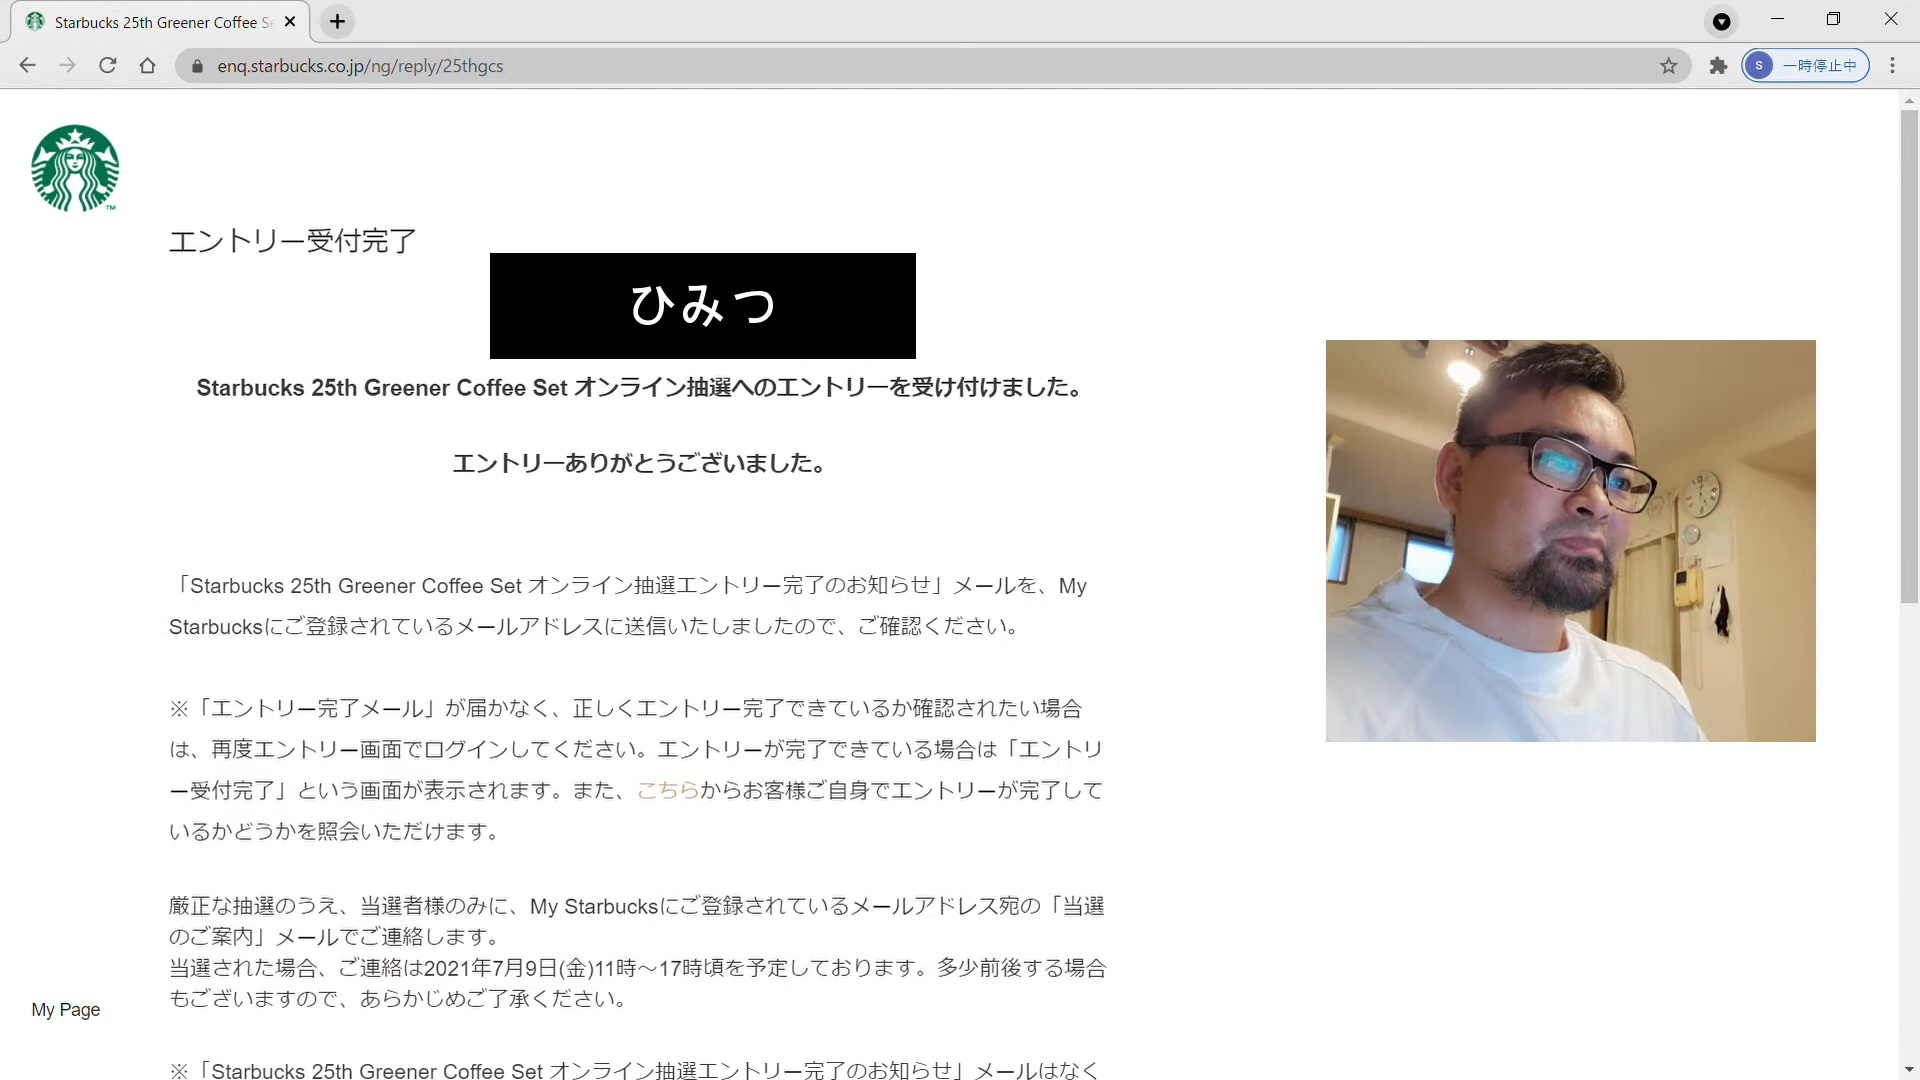 Starbucks 25th Greener Coffee Se
enq.starbucks.co.jp/ng/reply/25thgcs
S 一時停止中
TM
エントリー受付完了
ひみつ
Starbucks 25th Greener Coffee Set オンライン抽選へのエントリーを受け付けました。
エントリーありがとうございました。
「Starbucks 25th Greener Coffee Set オンライン抽選エントリー完了のお知らせ」メールを、My
Starbucksにご登録されているメールアドレスに送信いたしましたので、ご確認ください。
※「エントリー完了メール」が届かなく、正しくエントリー完了できているか確認されたい場合
は、再度エントリー画面でログインしてください。エントリーが完了できている場合は「エントリ
ー受付完了」という画面が表示されます。また、こちらからお客様ご自身でエントリーが完了して
いるかどうかを照会いただけます。
厳正な抽選のうえ、当選者様のみに、My Starbucksにご登録されているメールアドレス宛の「当選
のご案内」メールでご連絡します。
当選された場合、ご連絡は2021年7月9日(金)11時～17時頃を予定しております。多少前後する場合
もございますので、あらかじめご了承ください。
My Page
※「Starbucks 25th Greener Coffee Set オンライン抽選エントリー完了のお知らせ」メールはなく